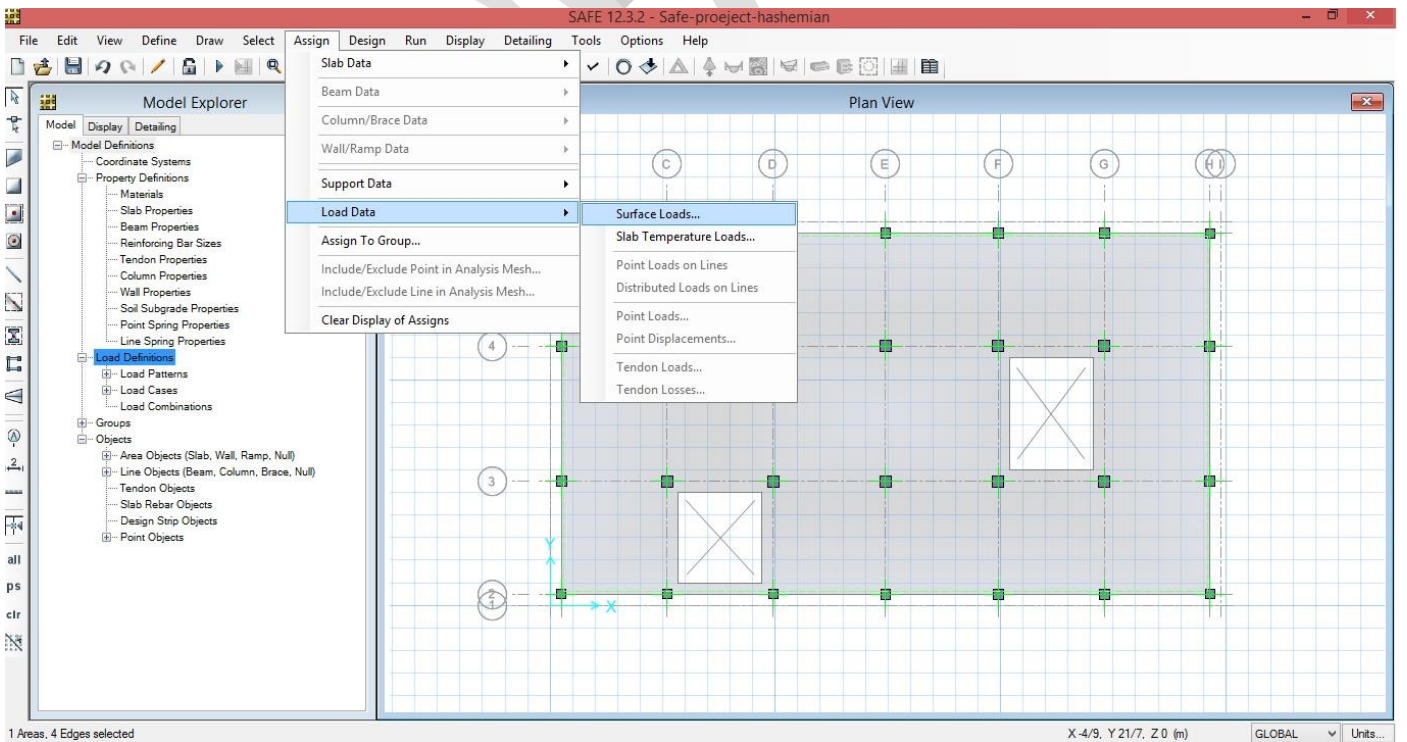 SAFE 12.3.2 - Safe-proeject-hashemian
File Edit View Define Draw Select Assign Design Run Display Detailing Tools Options Help
Model Explorer
Model Display Detailing
Model Definitions
Coordinate Systems
Property Definitions
Materials
Slab Properties
Beam Properties
Reinforcing Bar Sizes
Tendon Properties
Column Properties
Wall Properties
Soil Subgrade Properties
Point Spring Properties
Line Spring Properties
Load Definitions
Load Patterns
Load Cases
Load Combinations
Groups
Objects
Area Objects (Slab, Wall, Ramp, Null)
Line Objects (Beam, Column, Brace, Null)
Tendon Objects
Slab Rebar Objects
Design Strip Objects
Point Objects
all
ps
clr
Slab Data
Beam Data
Column/Brace Data
Wall/Ramp Data
Support Data
Load Data
Assign To Group...
Include/Exclude Point in Analysis Mesh...
Include/Exclude Line in Analysis Mesh...
Clear Display of Assigns
Surface Loads...
Slab Temperature Loads...
Point Loads on Lines
Distributed Loads on Lines
Point Loads...
Point Displacements...
Tendon Loads...
Tendon Losses...
Plan View
C D E F G H I
4
3
2
1
Y
X
1 Areas, 4 Edges selected
X -4/9, Y 21/7, Z 0 (m) GLOBAL Units...